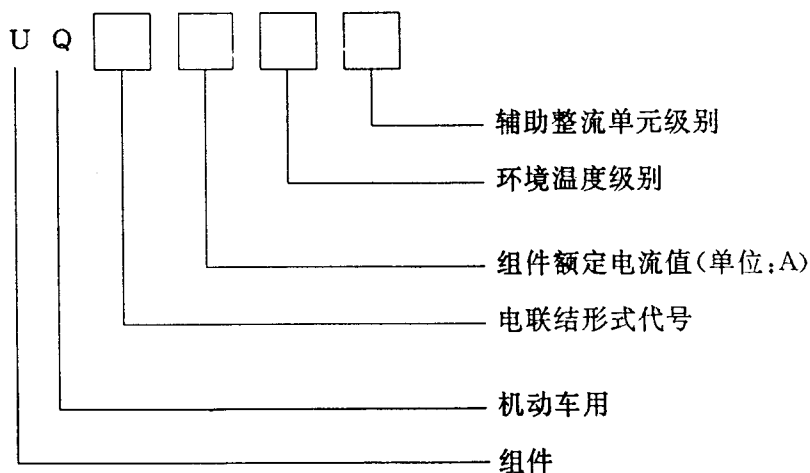 U Q
辅助整流单元级别
环境温度级别
组件额定电流值(单位:A)
电联结形式代号
机动车用
组件